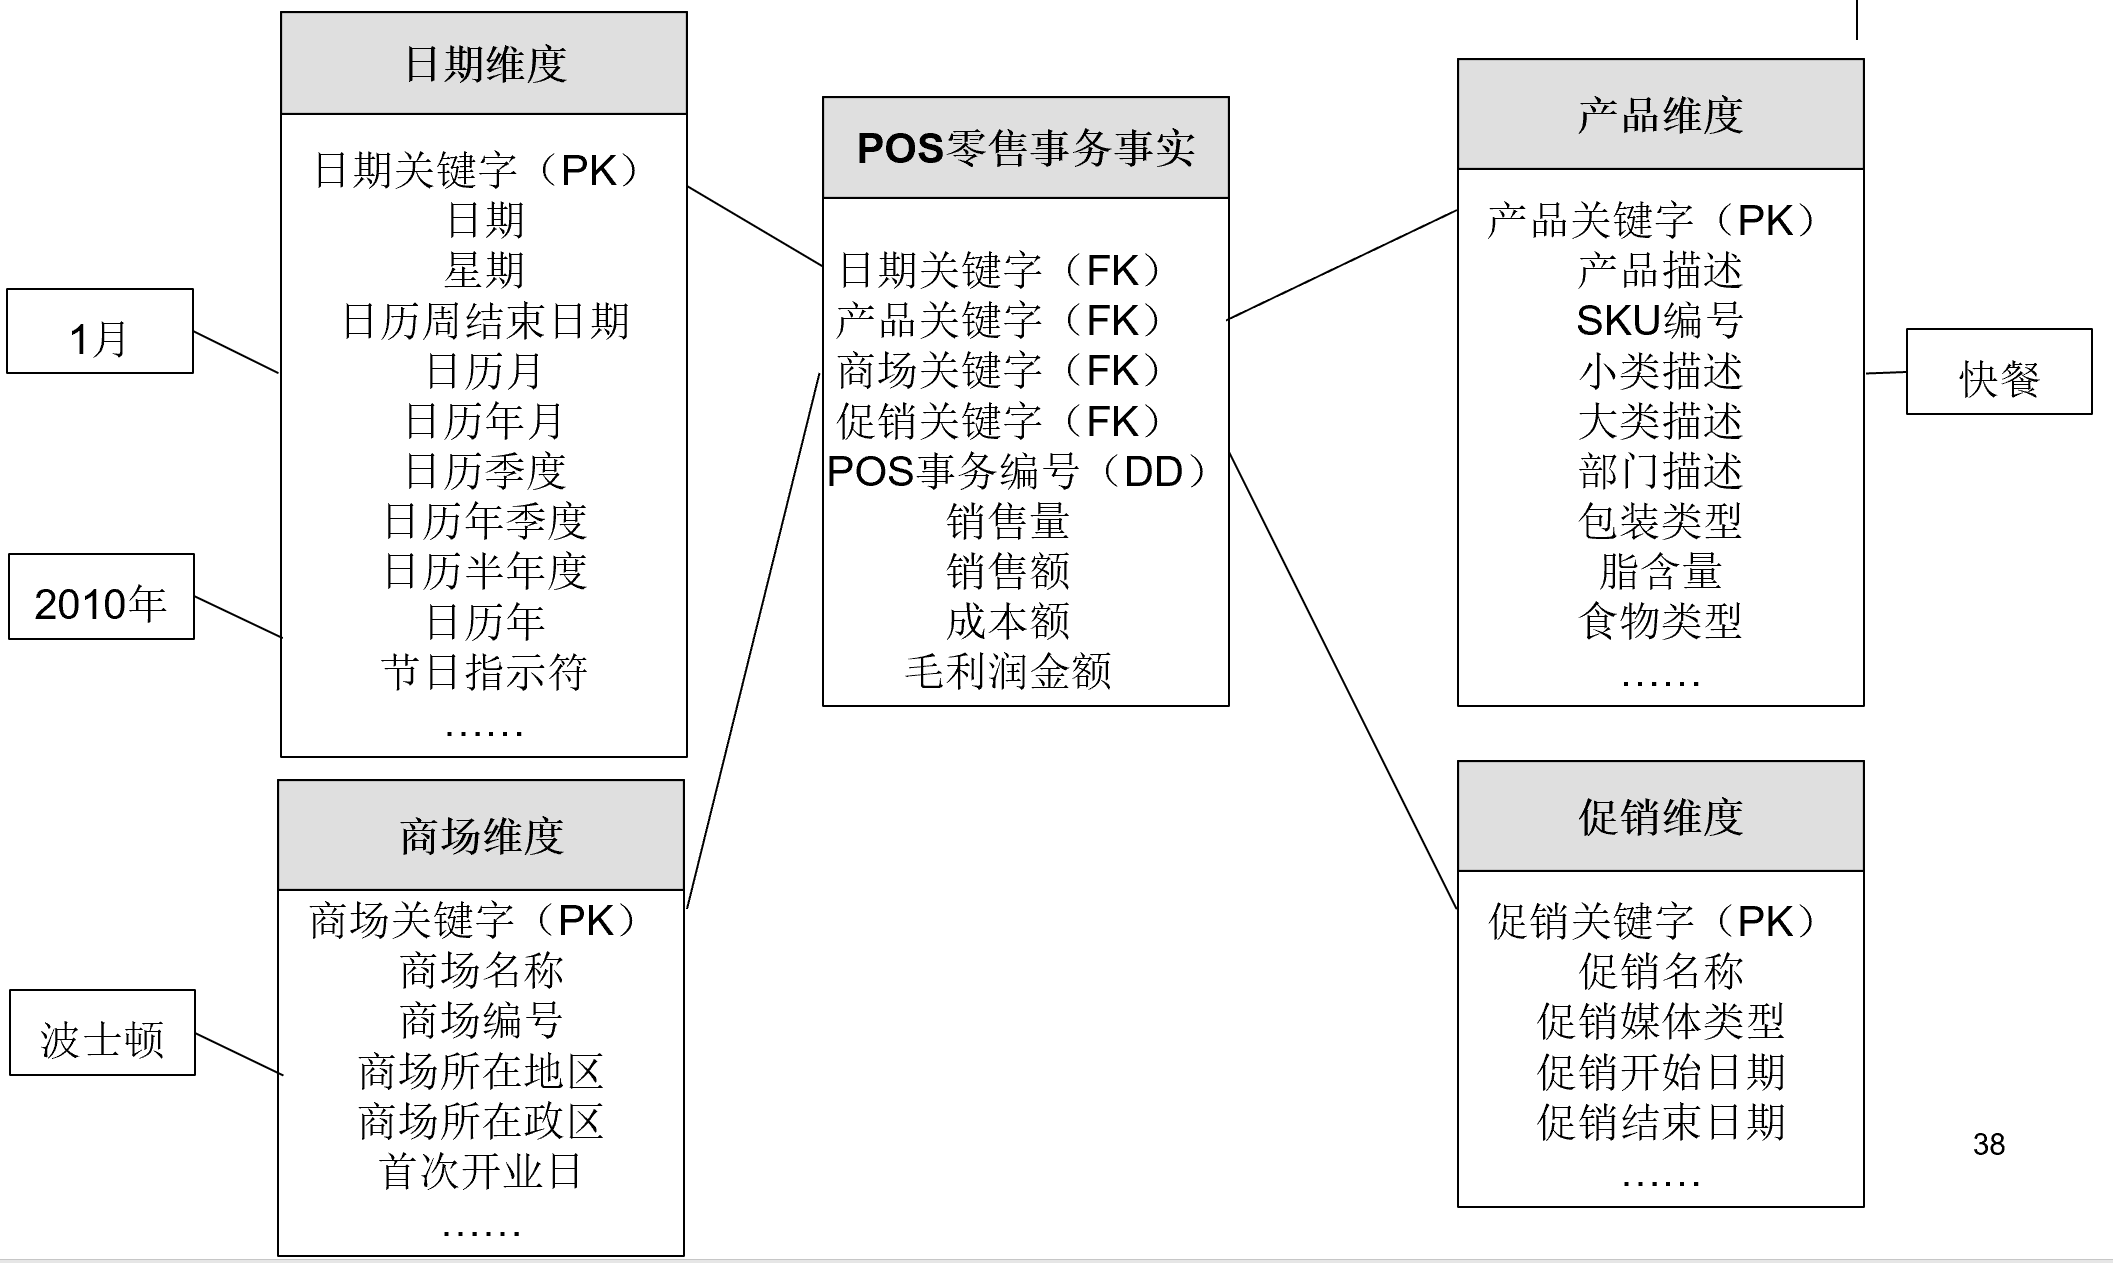 日期维度
日期关键字（PK）
日期
星期
日历周结束日期
日历月
日历年月
日历季度
日历年季度
日历半年度
日历年
节日指示符
……
1月
2010年
商场维度
商场关键字（PK）
商场名称
商场编号
商场所在地区
商场所在政区
首次开业日
……
波士顿
POS零售事务事实
日期关键字（FK）
产品关键字（FK）
商场关键字（FK）
促销关键字（FK）
POS事务编号（DD）
销售量
销售额
成本额
毛利润金额
产品维度
产品关键字（PK）
产品描述
SKU编号
小类描述
大类描述
部门描述
包装类型
脂含量
食物类型
……
快餐
促销维度
促销关键字（PK）
促销名称
促销媒体类型
促销开始日期
促销结束日期
……
38